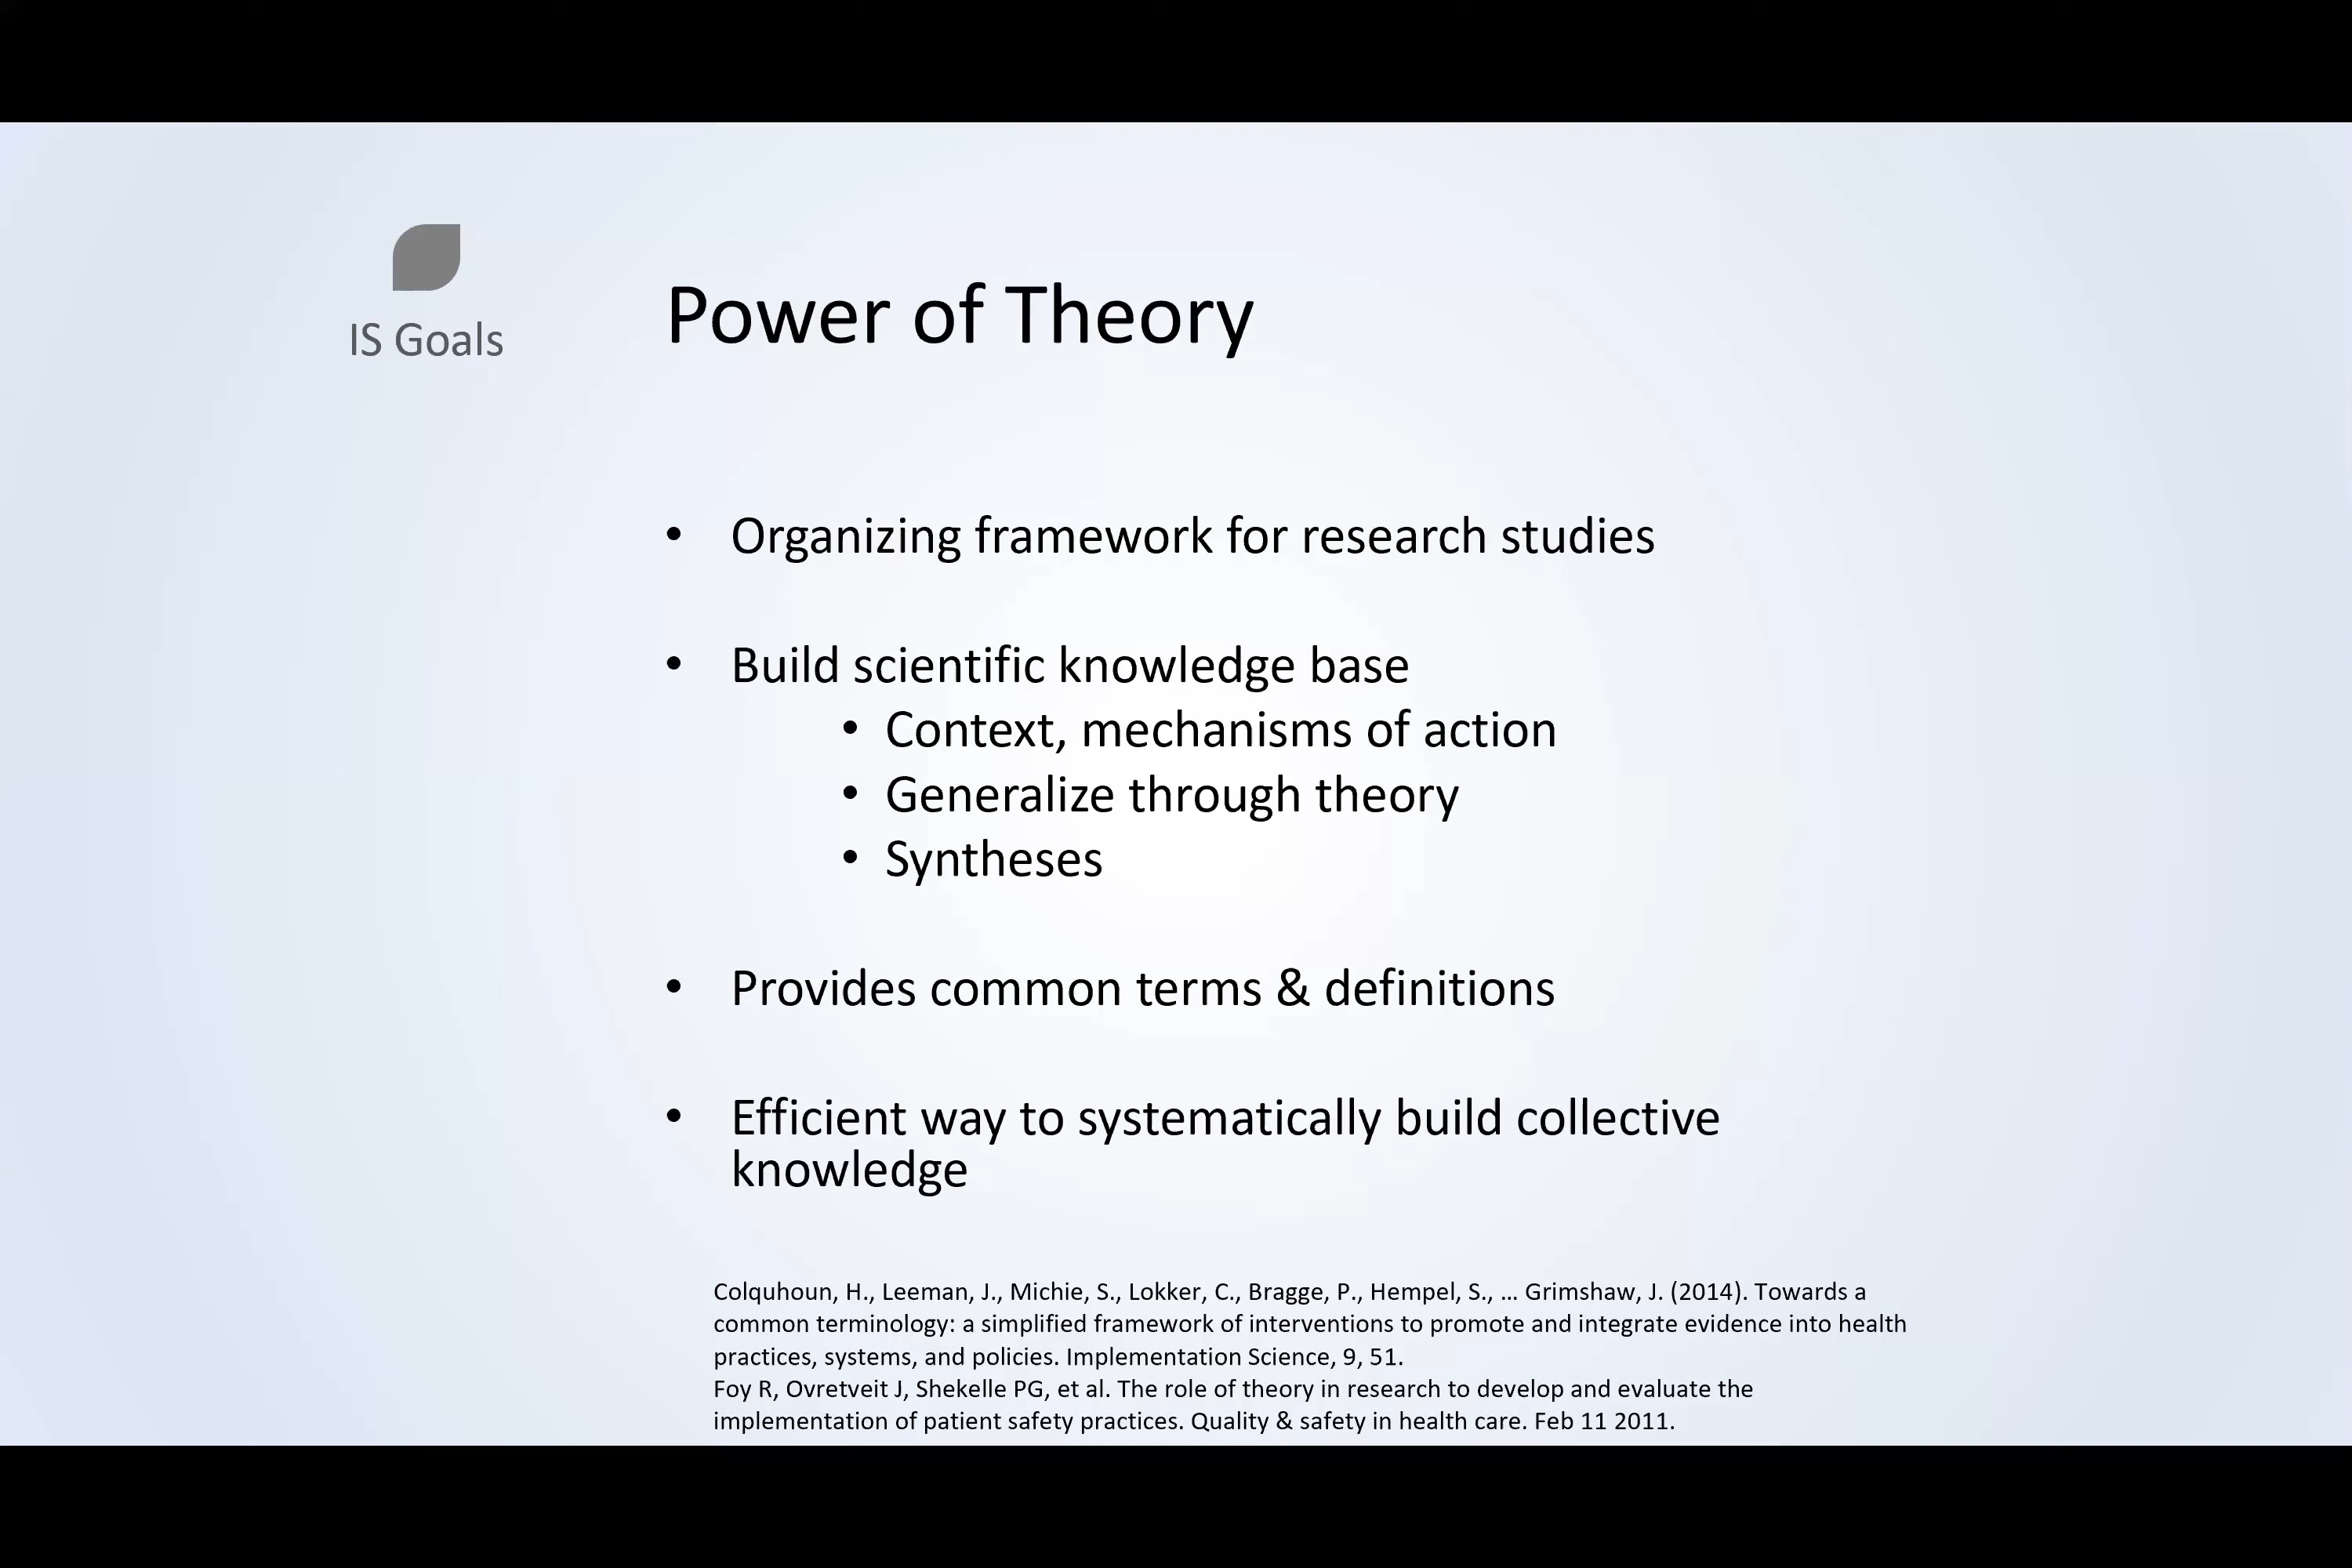 IS Goals
Power of Theory
• Organizing framework for research studies
• Build scientific knowledge base
• Context, mechanisms of action
• Generalize through theory
• Syntheses
• Provides common terms & definitions
• Efficient way to systematically build collective
knowledge
Colquhoun, H., Leeman, J., Michie, S., Lokker, C., Bragge, P., Hempel, S., … Grimshaw, J. (2014). Towards a
common terminology: a simplified framework of interventions to promote and integrate evidence into health
practices, systems, and policies. Implementation Science, 9, 51.
Foy R, Ovretveit J, Shekelle PG, et al. The role of theory in research to develop and evaluate the
implementation of patient safety practices. Quality & safety in health care. Feb 11 2011.